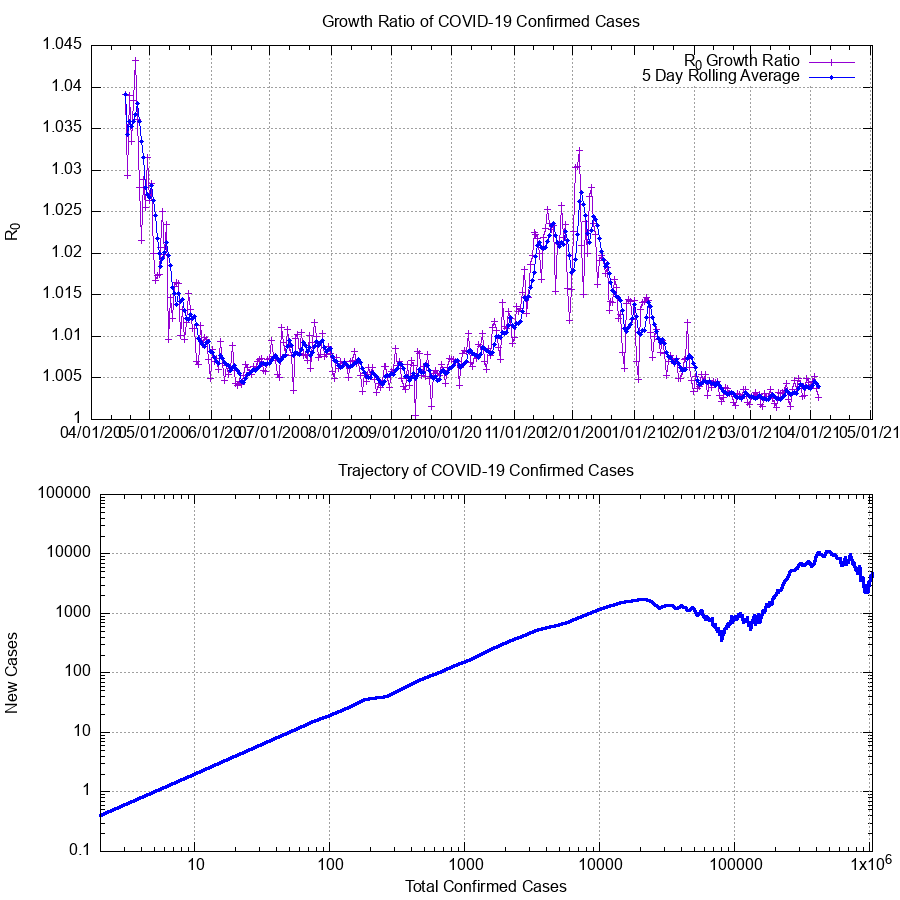 Growth Ratio of COVID-19 Confirmed Cases
1.045
R0 Growth Ratio
5 Day Rolling Average
1.04
1.035
1.03
1.025
R0
1.02
1.015
1.01
1.005
1
04/01/20 05/01/20 06/01/20 07/01/20 08/01/20 09/01/20 10/01/20 11/01/20 12/01/20 01/01/21 02/01/21 03/01/21 04/01/21 05/01/21
Trajectory of COVID-19 Confirmed Cases
100000
10000
1000
New Cases
100
10
1
0.1
10 100 1000 10000 100000 1x10^6
Total Confirmed Cases